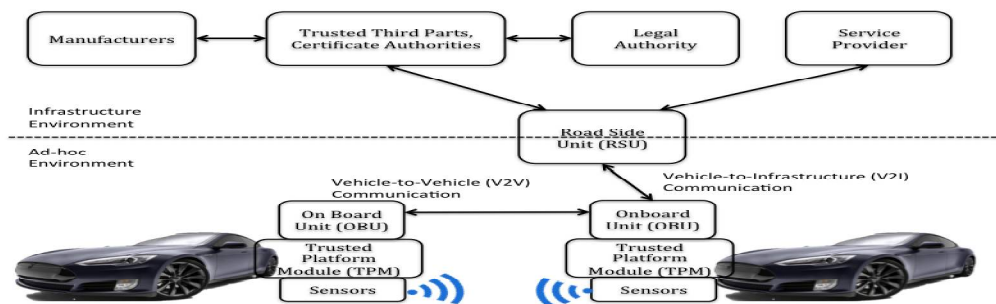 Manufacturers
Trusted Third Parts,
Certificate Authorities
Legal
Authority
Service
Provider
Infrastructure
Environment
Road Side
Unit (RSU)
Ad-hoc
Environment
Vehicle-to-Vehicle (V2V)
Communication
Vehicle-to-Infrastructure (V2I)
Communication
On Board
Unit (OBU)
Onboard
Unit (OBU)
Trusted
Platform
Module (TPM)
Trusted
Platform
Module (TPM)
Sensors
Sensors